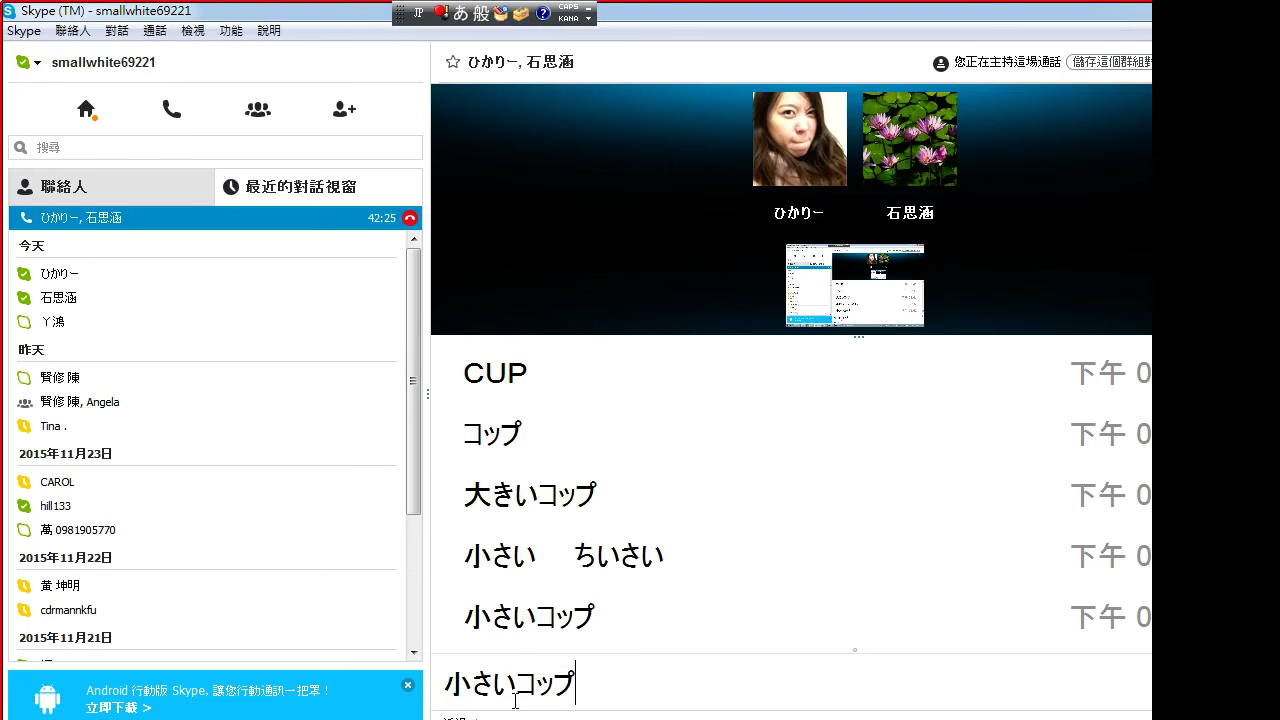 Skype (TM) - smallwhite69221
JP あ 般 CAPS KANA
Skype 聯絡人 對話 通話 檢視 功能 說明
smallwhite69221
搜尋
聯絡人 最近的對話視窗
ひかりー, 石思涵 42:25
今天
ひかりー
石思涵
丫鴻
昨天
賢修 陳
賢修 陳, Angela
Tina .
2015年11月23日
CAROL
hill133
萬 0981905770
2015年11月22日
黃 坤明
cdrmannkfu
2015年11月21日
Android 行動版 Skype, 讓您行動通訊一把罩！
立即下載 >
ひかりー, 石思涵
您正在主持這場通話 儲存這個群組對
ひかりー 石思涵
CUP 下午 0
コップ 下午 0
大きいコップ 下午 0
小さい ちいさい 下午 0
小さいコップ 下午 0
小さいコップ